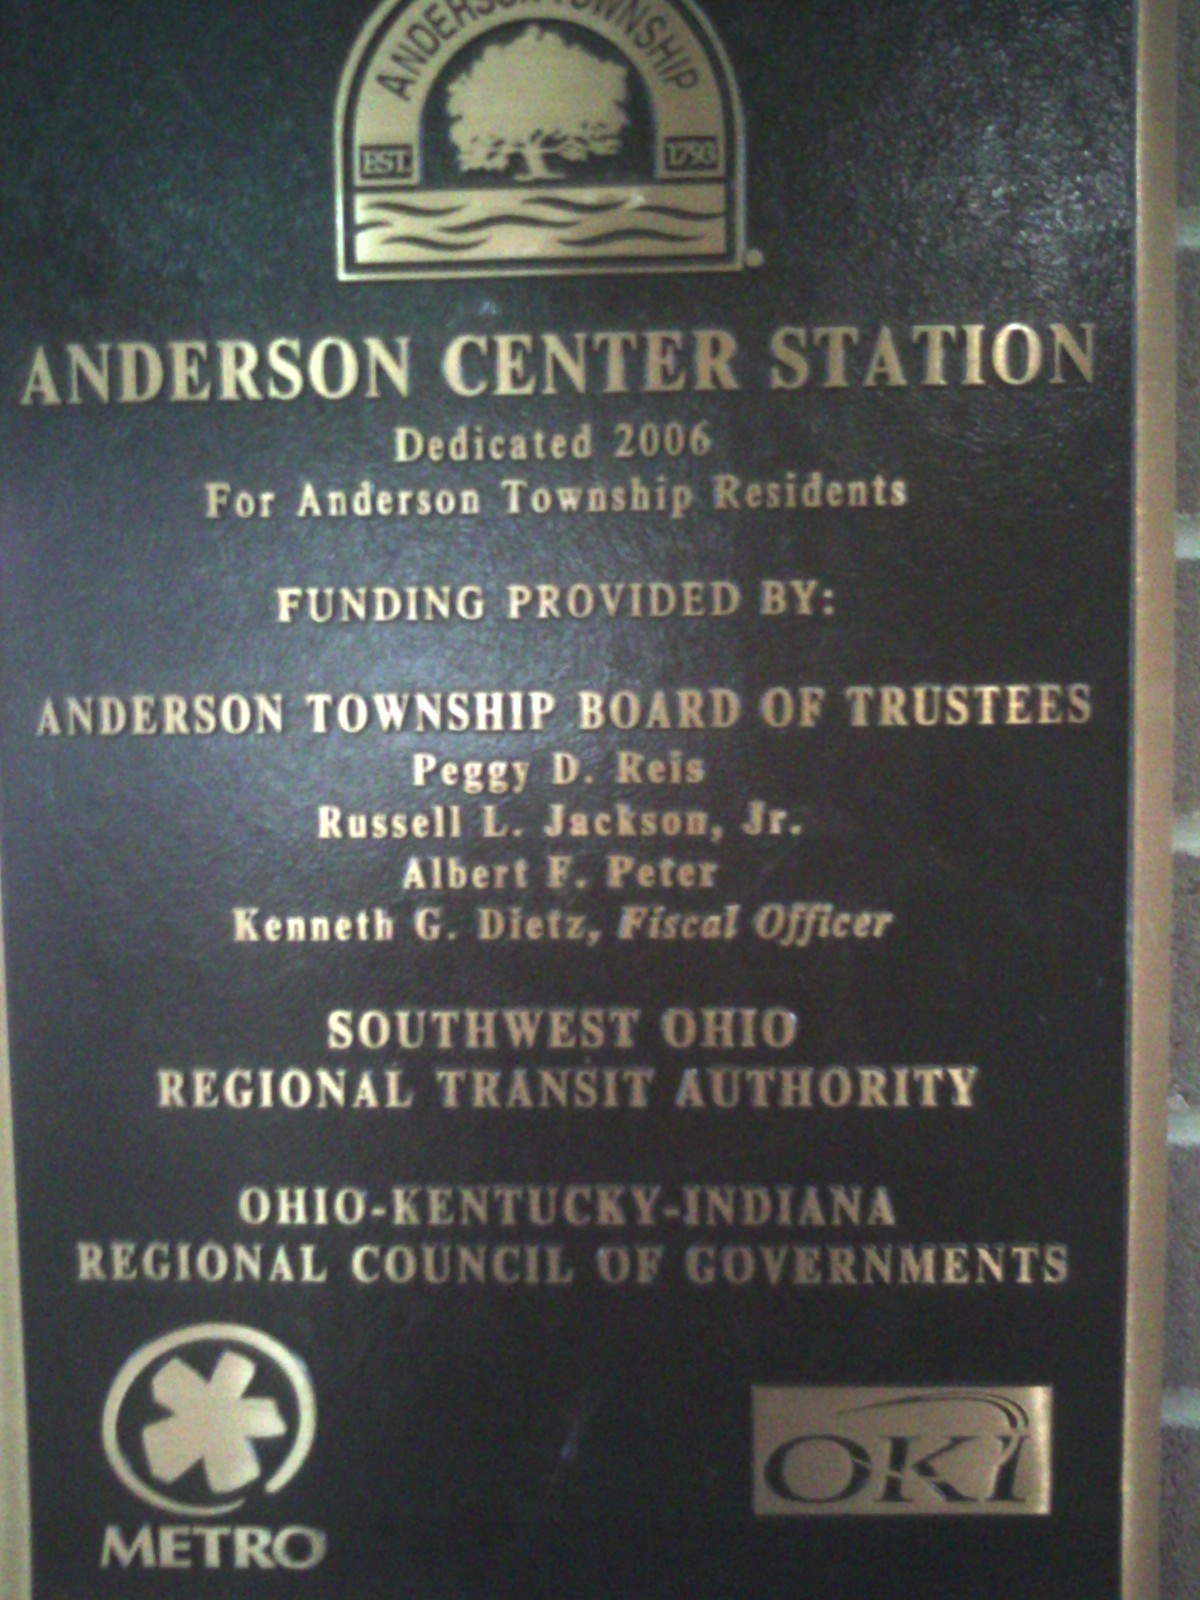 ANDERSON TOWNSHIP
EST. 1793
ANDERSON CENTER STATION
Dedicated 2006
For Anderson Township Residents
FUNDING PROVIDED BY:
ANDERSON TOWNSHIP BOARD OF TRUSTEES
Peggy D. Reis
Russell L. Jackson, Jr.
Albert F. Peter
Kenneth G. Dietz, Fiscal Officer
SOUTHWEST OHIO
REGIONAL TRANSIT AUTHORITY
OHIO-KENTUCKY-INDIANA
REGIONAL COUNCIL OF GOVERNMENTS
METRO
OKI